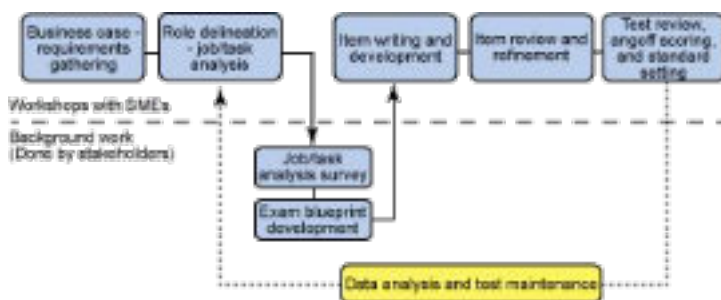 Business case -
requirements
gathering
Role delineation
- job/task
analysis
Item writing and
development
Item review and
refinement
Test review,
angoff scoring,
and standard
setting
Workshops with SMEs
Background work
(Done by stakeholders)
Job/task
analysis survey
Exam blueprint
development
Data analysis and test maintenance